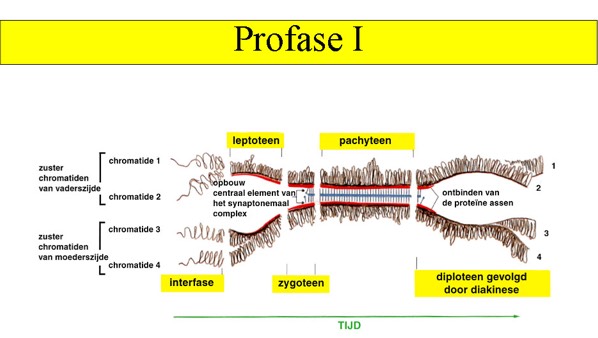 Profase I
leptoteen
pachyteen
zuster
chromatiden
van vaderszijde
chromatide 1
chromatide 2
opbouw
centraal element van
het synaptonemaal
complex
ontbinden van
de proteïne assen
1
2
zuster
chromatiden
van moederszijde
chromatide 3
chromatide 4
3
4
interfase
zygoteen
diploteen gevolgd
door diakinese
TIJD